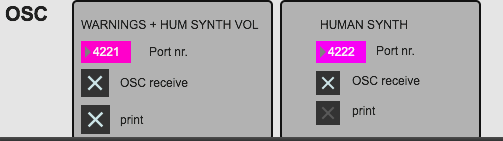 OSC
WARNINGS + HUM SYNTH VOL
4221 Port nr.
OSC receive
print
HUMAN SYNTH
4222 Port nr.
OSC receive
print